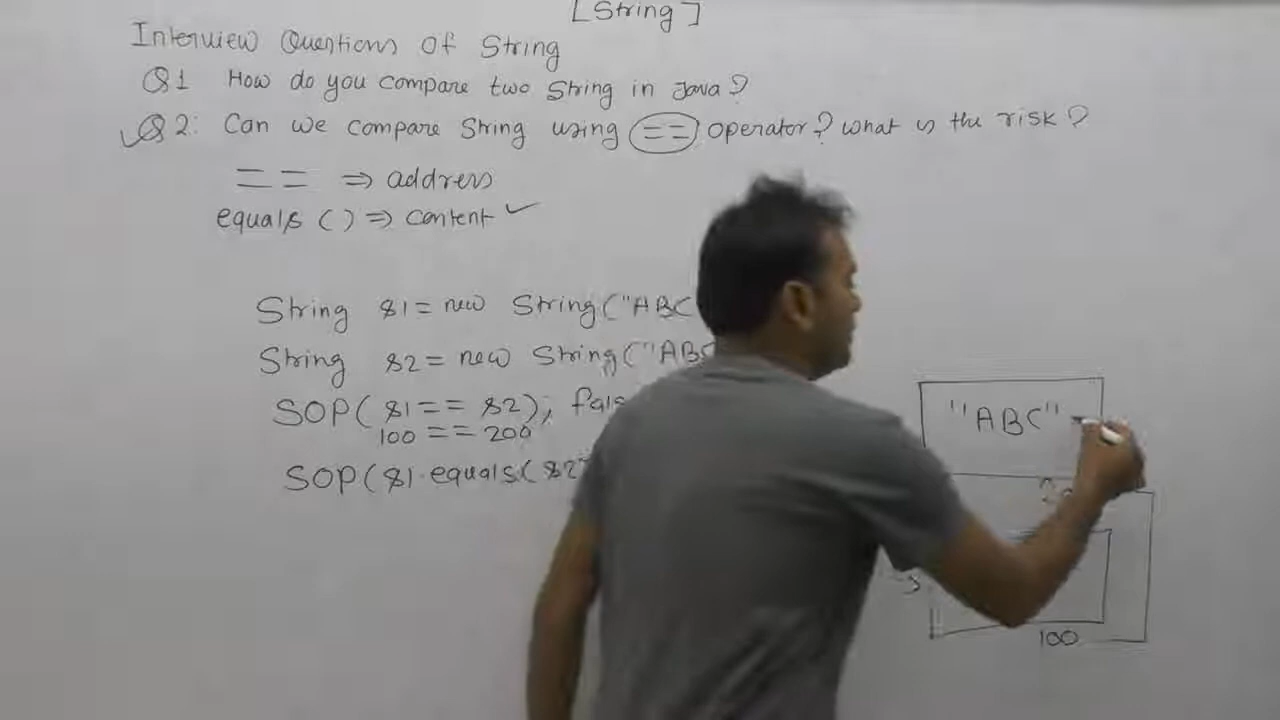 [String]
Interview Questions of String
Q1 How do you compare two String in Java?
Q2: Can we compare String using == operator? what is the risk?
== ⇒ address
equals () ⇒ content ✓
String s1 = new String("ABC
String s2 = new String("ABC
SOP(s1 == s2);
100 == 200
SOP(s1.equals(s2
"ABC"
100